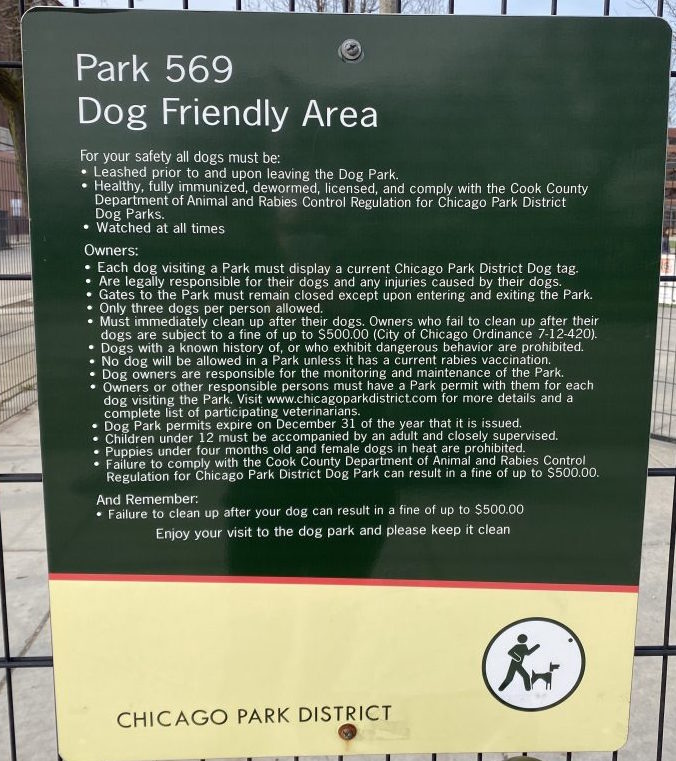 Park 569
Dog Friendly Area
For your safety all dogs must be:
• Leashed prior to and upon leaving the Dog Park.
• Healthy, fully immunized, dewormed, licensed, and comply with the Cook County
Department of Animal and Rabies Control Regulation for Chicago Park District
Dog Parks.
• Watched at all times
Owners:
• Each dog visiting a Park must display a current Chicago Park District Dog tag.
• Are legally responsible for their dogs and any injuries caused by their dogs.
• Gates to the Park must remain closed except upon entering and exiting the Park.
• Only three dogs per person allowed.
• Must immediately clean up after their dogs. Owners who fail to clean up after their
dogs are subject to a fine of up to $500.00 (City of Chicago Ordinance 7-12-420).
• Dogs with a known history of, or who exhibit dangerous behavior are prohibited.
• No dog will be allowed in a Park unless it has a current rabies vaccination.
• Dog owners are responsible for the monitoring and maintenance of the Park.
• Owners or other responsible persons must have a Park permit with them for each
dog visiting the Park. Visit www.chicagoparkdistrict.com for more details and a
complete list of participating veterinarians.
• Dog Park permits expire on December 31 of the year that it is issued.
• Children under 12 must be accompanied by an adult and closely supervised.
• Puppies under four months old and female dogs in heat are prohibited.
• Failure to comply with the Cook County Department of Animal and Rabies Control
Regulation for Chicago Park District Dog Park can result in a fine of up to $500.00.
And Remember:
• Failure to clean up after your dog can result in a fine of up to $500.00
Enjoy your visit to the dog park and please keep it clean
CHICAGO PARK DISTRICT